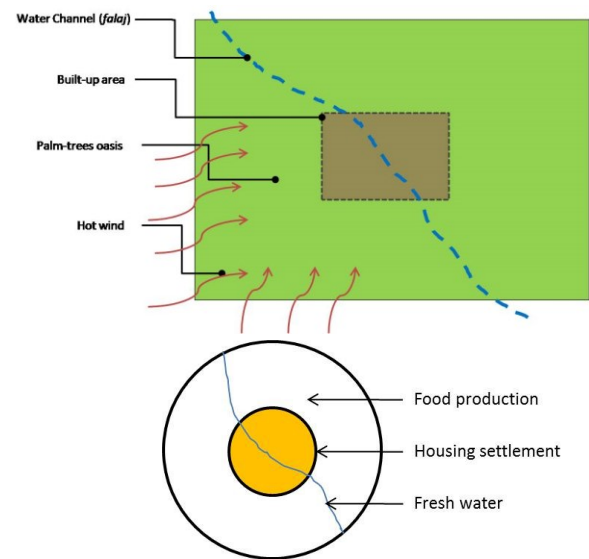 Water Channel (falaj)
Built-up area
Palm-trees oasis
Hot wind
Food production
Housing settlement
Fresh water